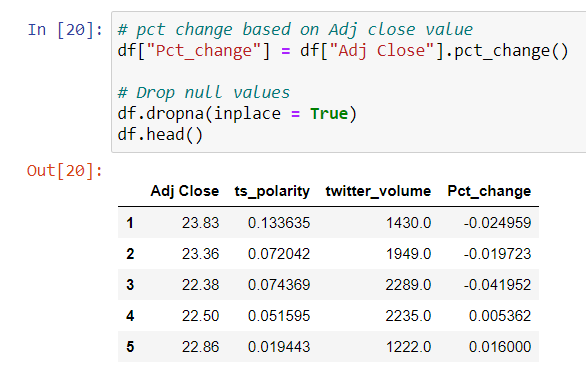 In [20]: # pct change based on Adj close value
df["Pct_change"] = df["Adj Close"].pct_change()
# Drop null values
df.dropna(inplace = True)
df.head()
Out[20]:
Adj Close ts_polarity twitter_volume Pct_change
1 23.83 0.133635 1430.0 -0.024959
2 23.36 0.072042 1949.0 -0.019723
3 22.38 0.074369 2289.0 -0.041952
4 22.50 0.051595 2235.0 0.005362
5 22.86 0.019443 1222.0 0.016000